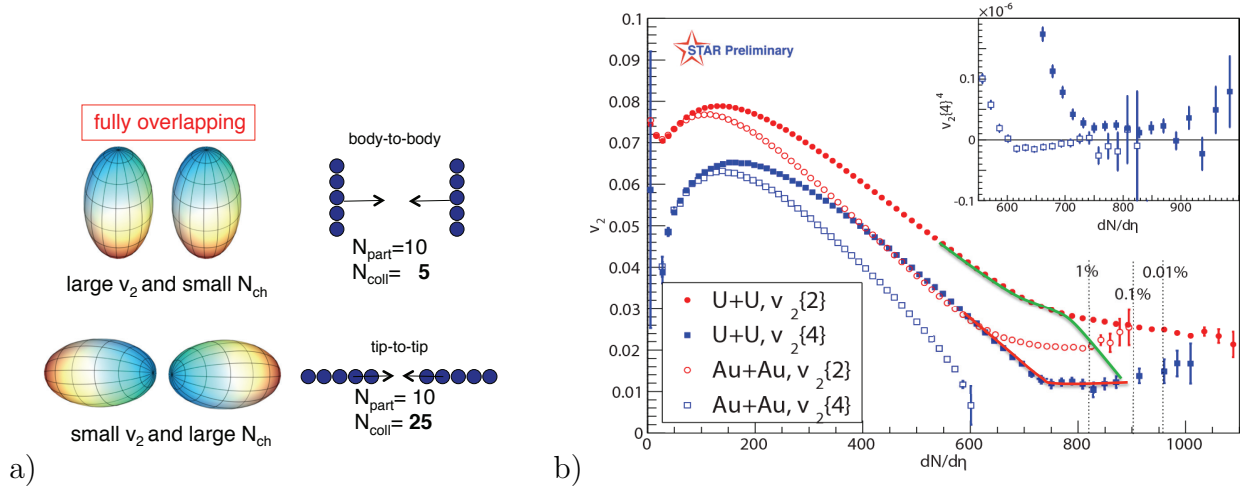 fully overlapping
large v2 and small Nch
small v2 and large Nch
body-to-body
Npart=10
Ncoll= 5
tip-to-tip
Npart=10
Ncoll= 25
a)
b)
STAR Preliminary
v2
0.1
0.09
0.08
0.07
0.06
0.05
0.04
0.03
0.02
0.01
0
0 200 400 600 800 1000
dN/dη
U+U, v 2{2}
U+U, v 2{4}
Au+Au, v 2{2}
Au+Au, v 2{4}
1%
0.1%
0.01%
×10-6
v2{4}4
0.1
0
-0.1
600 700 800 900
dN/dη